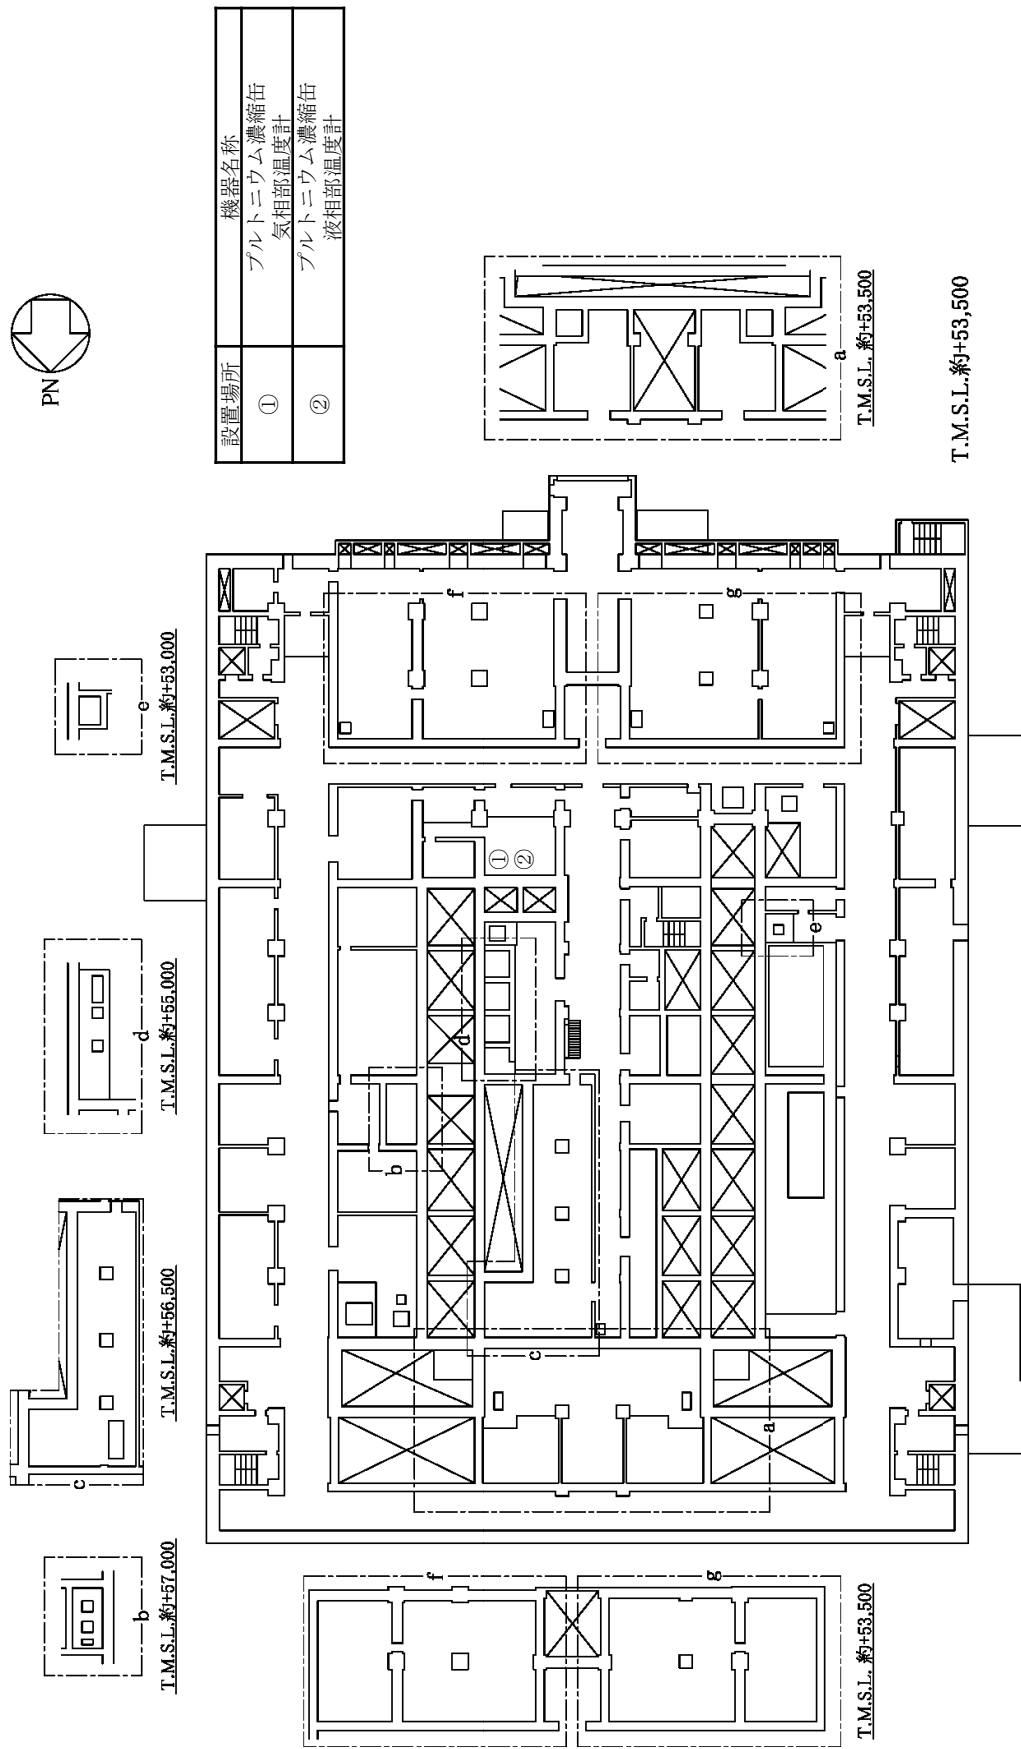 PN
設置場所 機器名称
① プルトニウム濃縮缶
気相部温度計
② プルトニウム濃縮缶
液相部温度計
b
T.M.S.L.約+57,000
c
T.M.S.L.約+56,500
d
T.M.S.L.約+55,000
e
T.M.S.L.約+53,000
f
g
T.M.S.L. 約+53,500
a
b
c
d
e
f
g
①
②
a
T.M.S.L. 約+53,500
T.M.S.L.約+53,500